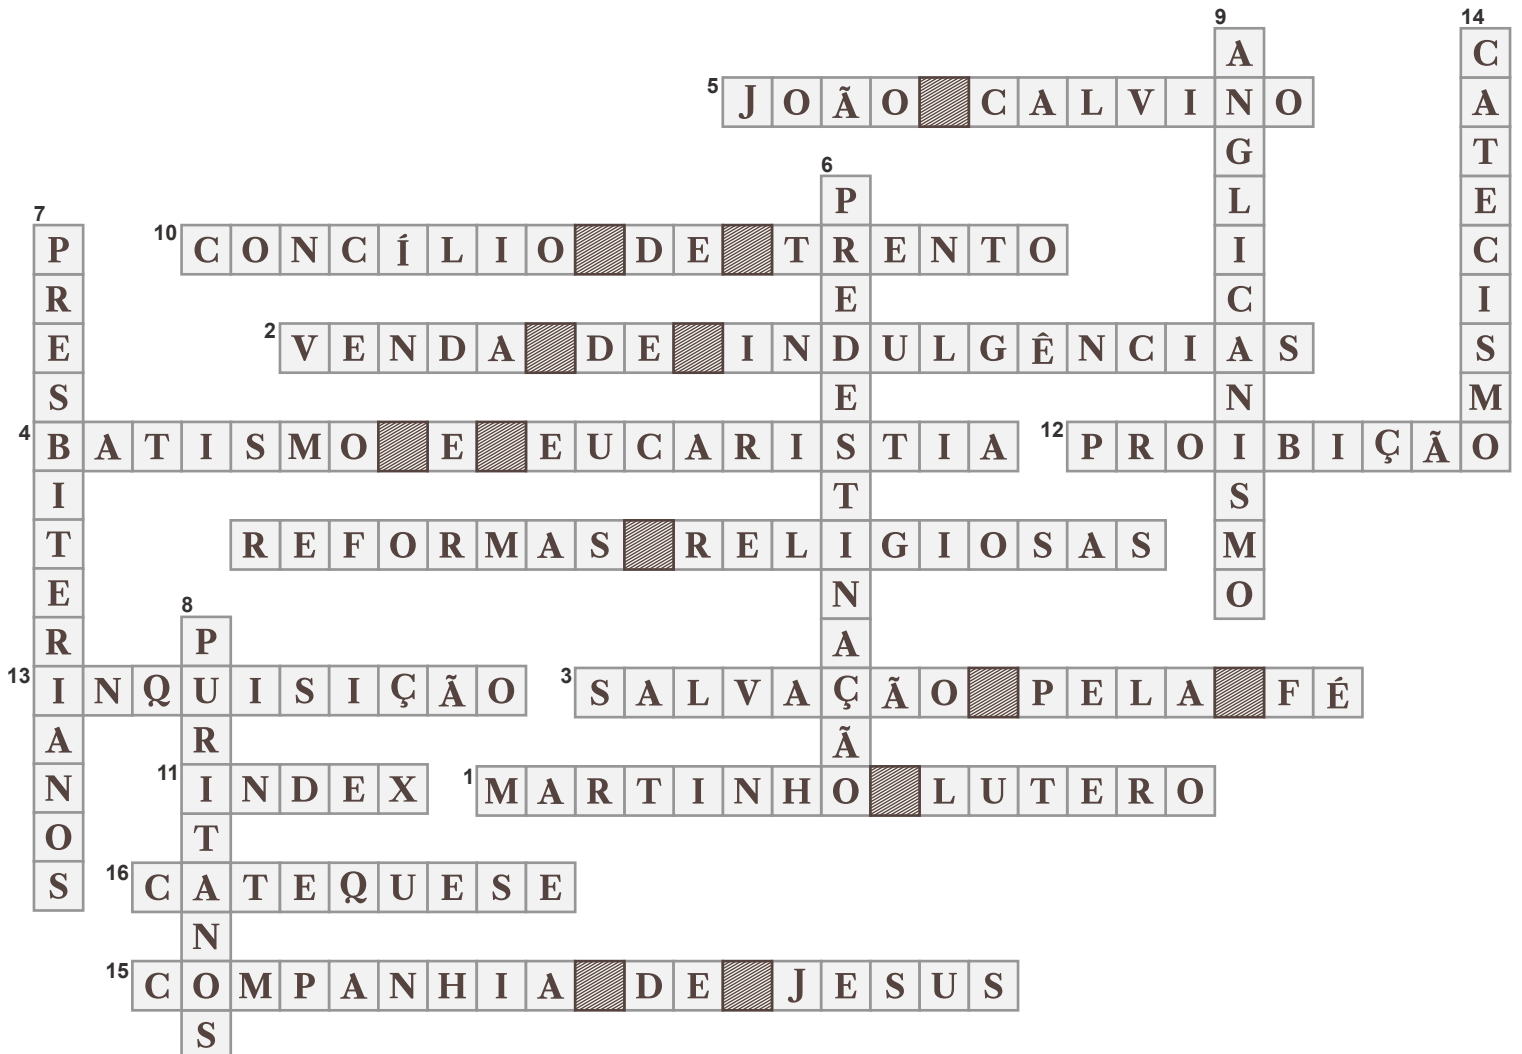 9 ANGLICANISMO
14 CATECISMO
5 JOÃO CALVINO
6 PREDESTINAÇÃO
7 PRESBITERIANOS
10 CONCÍLIO DE TRENTO
2 VENDA DE INDULGÊNCIAS
4 BATISMO E EUCARISTIA
12 PROIBIÇÃO
REFORMAS RELIGIOSAS
8 PURITANOS
13 INQUISIÇÃO
3 SALVAÇÃO PELA FÉ
11 INDEX
1 MARTINHO LUTERO
16 CATEQUESE
15 COMPANHIA DE JESUS